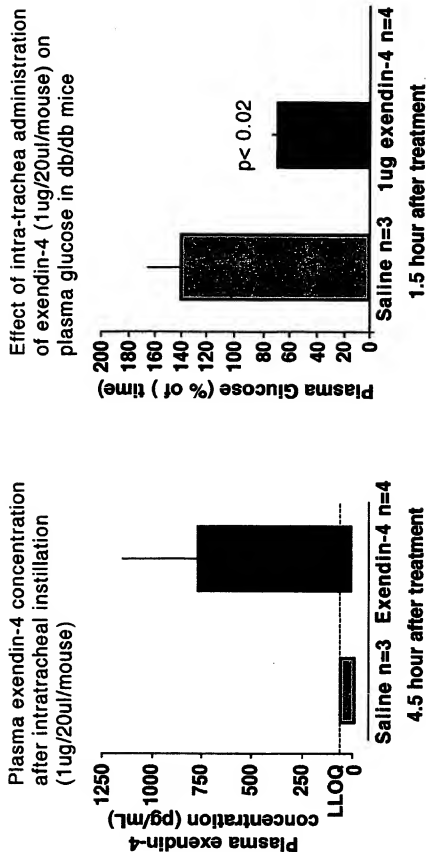 Plasma exendin-4 concentration
after intratracheal instillation
(1ug/20ul/mouse)
Plasma exendin-4
concentration (pg/mL)
1250
1000
750
500
250
LLOQ
0
Saline n=3 Exendin-4 n=4
4.5 hour after treatment
Effect of intra-trachea administration
of exendin-4 (1ug/20ul/mouse) on
plasma glucose in db/db mice
Plasma Glucose (% of ) time)
200
180
160
140
120
100
80
60
40
20
0
p< 0.02
Saline n=3 1ug exendin-4 n=4
1.5 hour after treatment